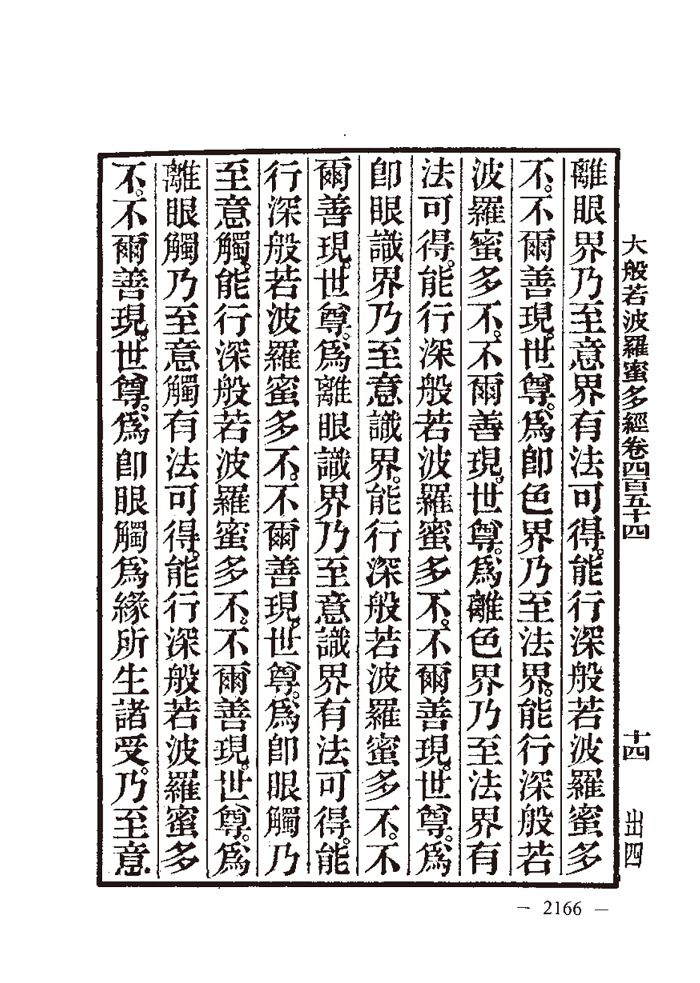 大般若波羅蜜多經卷四百五十四
十四
出四
離眼界乃至意界有法可得。能行深般若波羅蜜多
不。不爾善現。世尊。爲卽色界乃至法界。能行深般若
波羅蜜多不。不爾善現。世尊。爲離色界乃至法界有
法可得。能行深般若波羅蜜多不。不爾善現。世尊。爲
卽眼識界乃至意識界。能行深般若波羅蜜多不。不
爾善現。世尊。爲離眼識界乃至意識界有法可得。能
行深般若波羅蜜多不。不爾善現。世尊。爲卽眼觸乃
至意觸。能行深般若波羅蜜多不。不爾善現。世尊。爲
離眼觸乃至意觸有法可得。能行深般若波羅蜜多
不。不爾善現。世尊。爲卽眼觸爲緣所生諸受。乃至意
— 2166 —